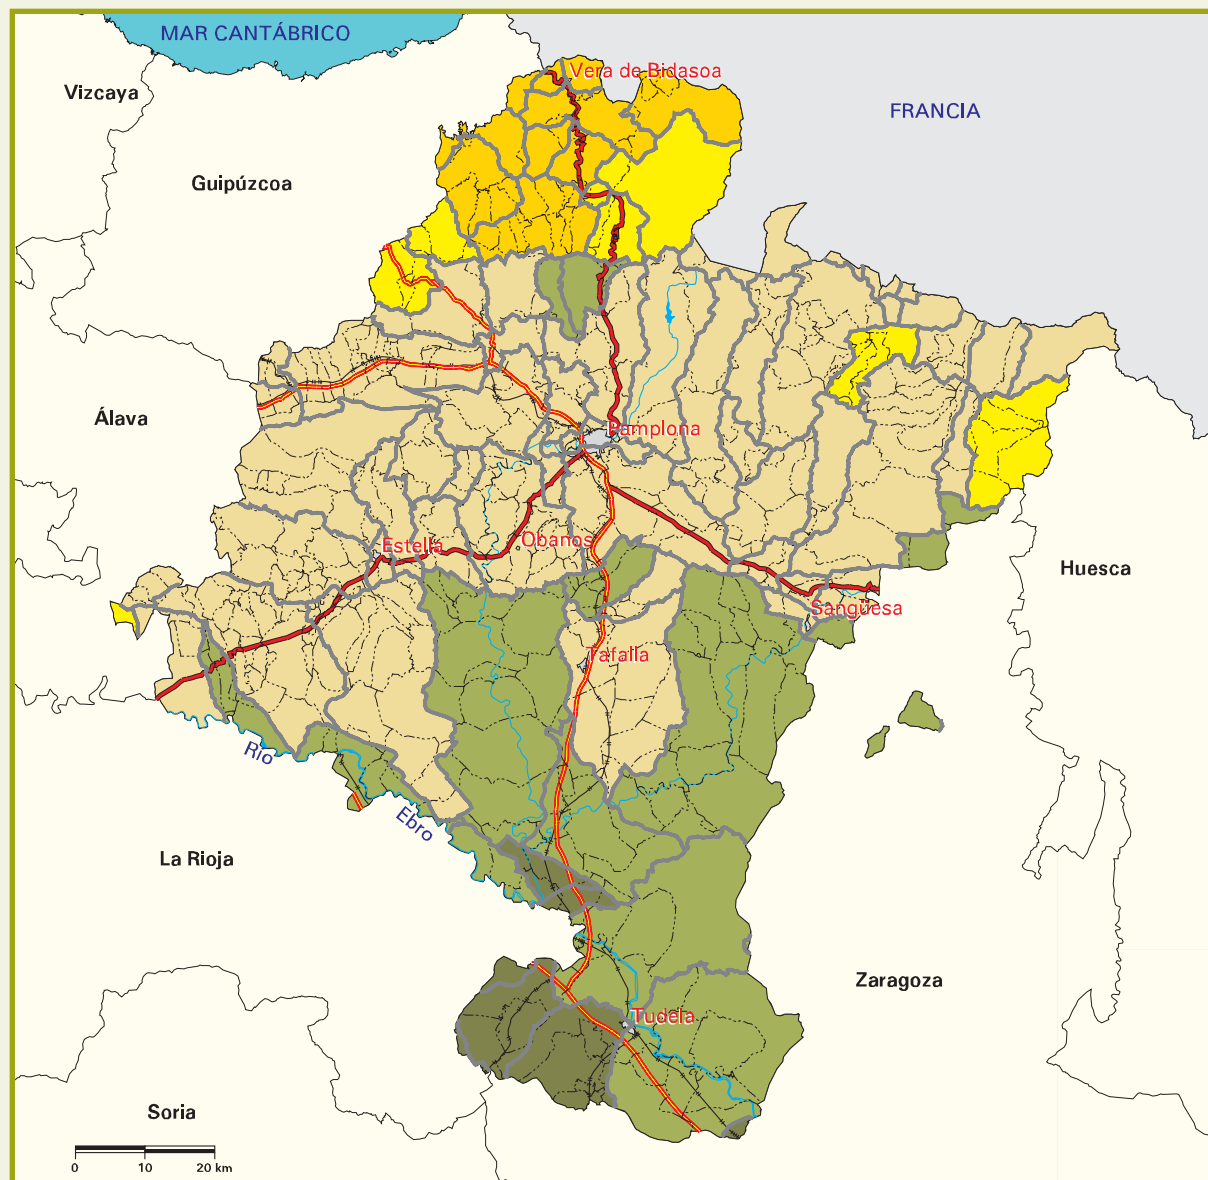 MAR CANTÁBRICO
Vera de Bidasoa
Vizcaya
FRANCIA
Guipúzcoa
Álava
Pamplona
Estella
Obanos
Huesca
Sangüesa
Tafalla
Río
Ebro
La Rioja
Zaragoza
Tudela
Soria
0 10 20 km